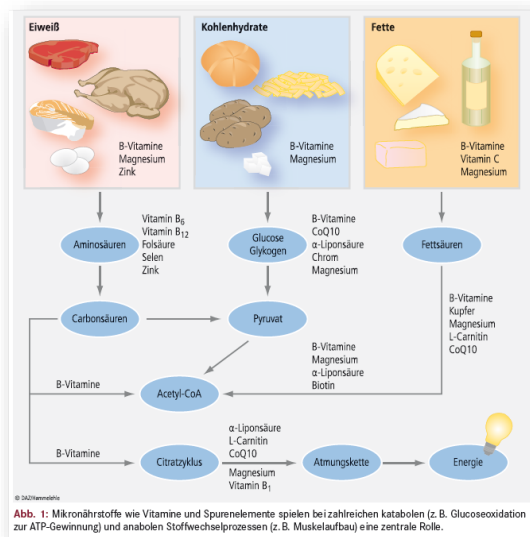 Eiweiß
B-Vitamine
Magnesium
Zink
Kohlenhydrate
B-Vitamine
Magnesium
Fette
B-Vitamine
Vitamin C
Magnesium
Aminosäuren
Vitamin B6
Vitamin B12
Folsäure
Selen
Zink
Glucose
Glykogen
B-Vitamine
CoQ10
α-Liponsäure
Chrom
Magnesium
Fettsäuren
Carbonsäuren
Pyruvat
B-Vitamine
Kupfer
Magnesium
L-Carnitin
CoQ10
B-Vitamine
Acetyl-CoA
B-Vitamine
Magnesium
α-Liponsäure
Biotin
B-Vitamine
Citratzyklus
α-Liponsäure
L-Carnitin
CoQ10
Magnesium
Vitamin B1
Atmungskette
Energie
© DAZ/Hammelehle
Abb. 1: Mikronährstoffe wie Vitamine und Spurenelemente spielen bei zahlreichen katabolen (z. B. Glucoseoxidation
zur ATP-Gewinnung) und anabolen Stoffwechselprozessen (z. B. Muskelaufbau) eine zentrale Rolle.